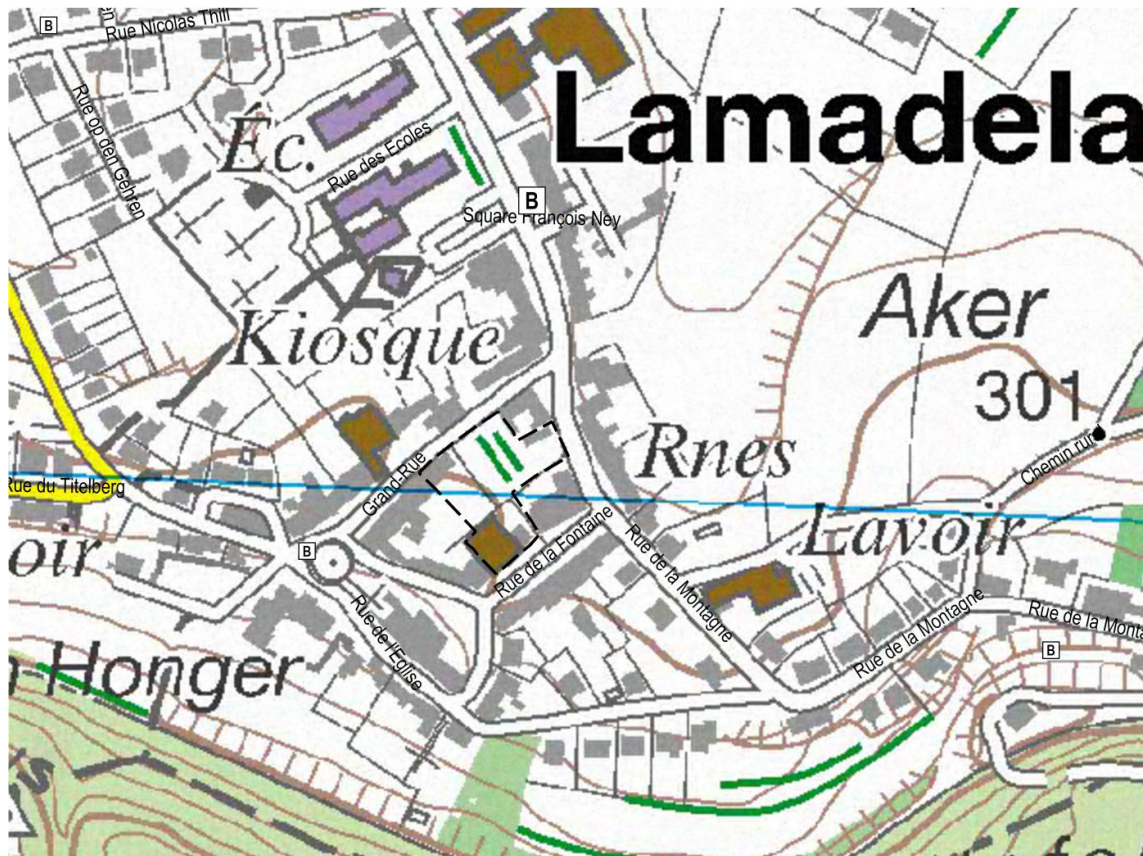 B
Rue Nicolas Thill
Lamadela
Rue op den Gehren
Éc.
Rue des Ecoles
B
Square François Ney
Aker
Kiosque
301
Rnes
Chemin rur
Grand-Rue
Rue du Titelberg
Lavoir
oir
B
Rue de la Fontaine
Rue de la Montagne
Rue de l'Eglise
Rue de la Montagne
Rue de la Mont
B
Honger